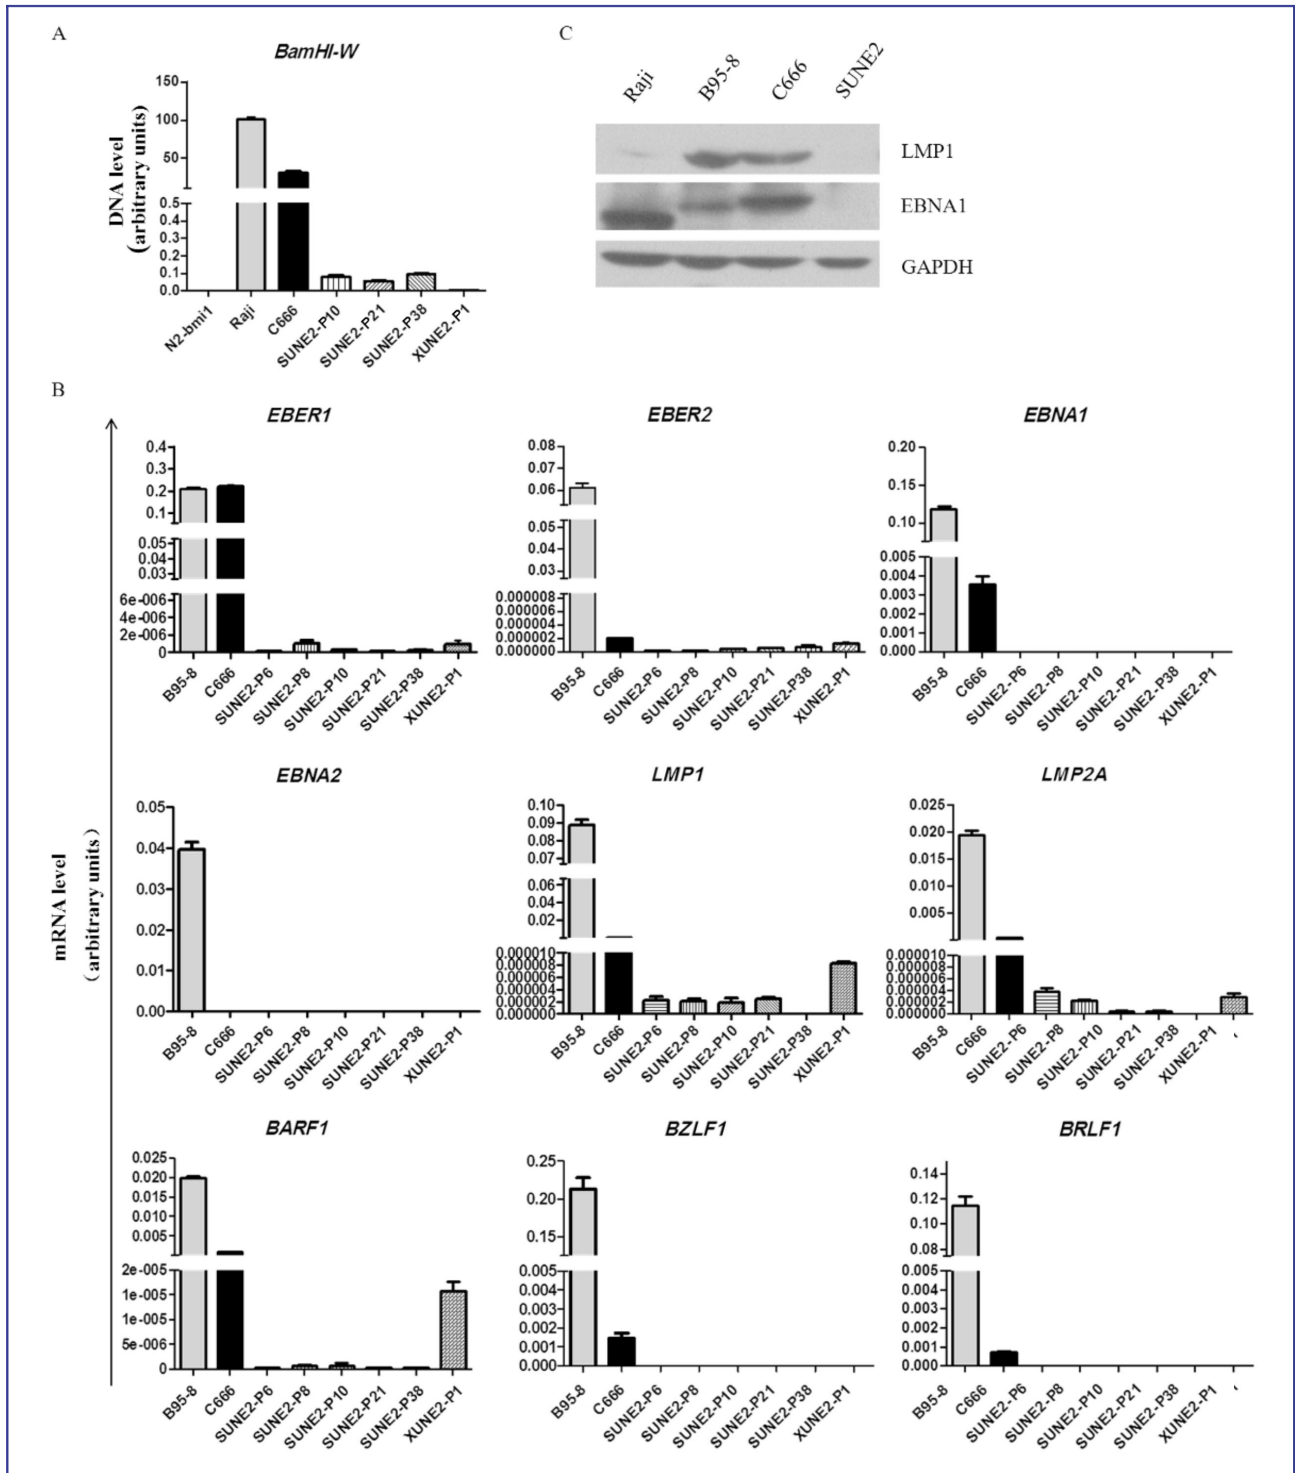 A
BamHI-W
DNA level
(arbitrary units)
150
100
50
0.5
0.4
0.3
0.2
0.1
0.0
N2-bmi1
Raji
C666
SUNE2-P10
SUNE2-P21
SUNE2-P38
XUNE2-P1
C
Raji
B95-8
C666
SUNE2
LMP1
EBNA1
GAPDH
B
mRNA level
(arbitrary units)
EBER1
0.4
0.3
0.2
0.1
0.05
0.04
0.03
6e-006
4e-006
2e-006
0
B95-8
C666
SUNE2-P6
SUNE2-P8
SUNE2-P10
SUNE2-P21
SUNE2-P38
XUNE2-P1
EBER2
0.08
0.07
0.06
0.05
0.04
0.03
0.000008
0.000006
0.000004
0.000002
0.000000
B95-8
C666
SUNE2-P6
SUNE2-P8
SUNE2-P10
SUNE2-P21
SUNE2-P38
XUNE2-P1
EBNA1
0.20
0.15
0.10
0.005
0.004
0.003
0.002
0.001
0.000
B95-8
C666
SUNE2-P6
SUNE2-P8
SUNE2-P10
SUNE2-P21
SUNE2-P38
XUNE2-P1
EBNA2
0.05
0.04
0.03
0.02
0.01
0.00
B95-8
C666
SUNE2-P6
SUNE2-P8
SUNE2-P10
SUNE2-P21
SUNE2-P38
XUNE2-P1
LMP1
0.10
0.09
0.08
0.07
0.06
0.04
0.02
0.000010
0.000008
0.000006
0.000004
0.000002
0.000000
B95-8
C666
SUNE2-P6
SUNE2-P8
SUNE2-P10
SUNE2-P21
SUNE2-P38
XUNE2-P1
LMP2A
0.025
0.020
0.015
0.010
0.005
0.000010
0.000008
0.000006
0.000004
0.000002
0.000000
B95-8
C666
SUNE2-P6
SUNE2-P8
SUNE2-P10
SUNE2-P21
SUNE2-P38
XUNE2-P1
BARF1
0.025
0.020
0.015
0.010
0.005
2e-005
1e-005
1e-005
5e-006
0
B95-8
C666
SUNE2-P6
SUNE2-P8
SUNE2-P10
SUNE2-P21
SUNE2-P38
XUNE2-P1
BZLF1
0.25
0.20
0.15
0.005
0.004
0.003
0.002
0.001
0.000
B95-8
C666
SUNE2-P6
SUNE2-P8
SUNE2-P10
SUNE2-P21
SUNE2-P38
XUNE2-P1
BRLF1
0.14
0.12
0.10
0.08
0.005
0.004
0.003
0.002
0.001
0.000
B95-8
C666
SUNE2-P6
SUNE2-P8
SUNE2-P10
SUNE2-P21
SUNE2-P38
XUNE2-P1